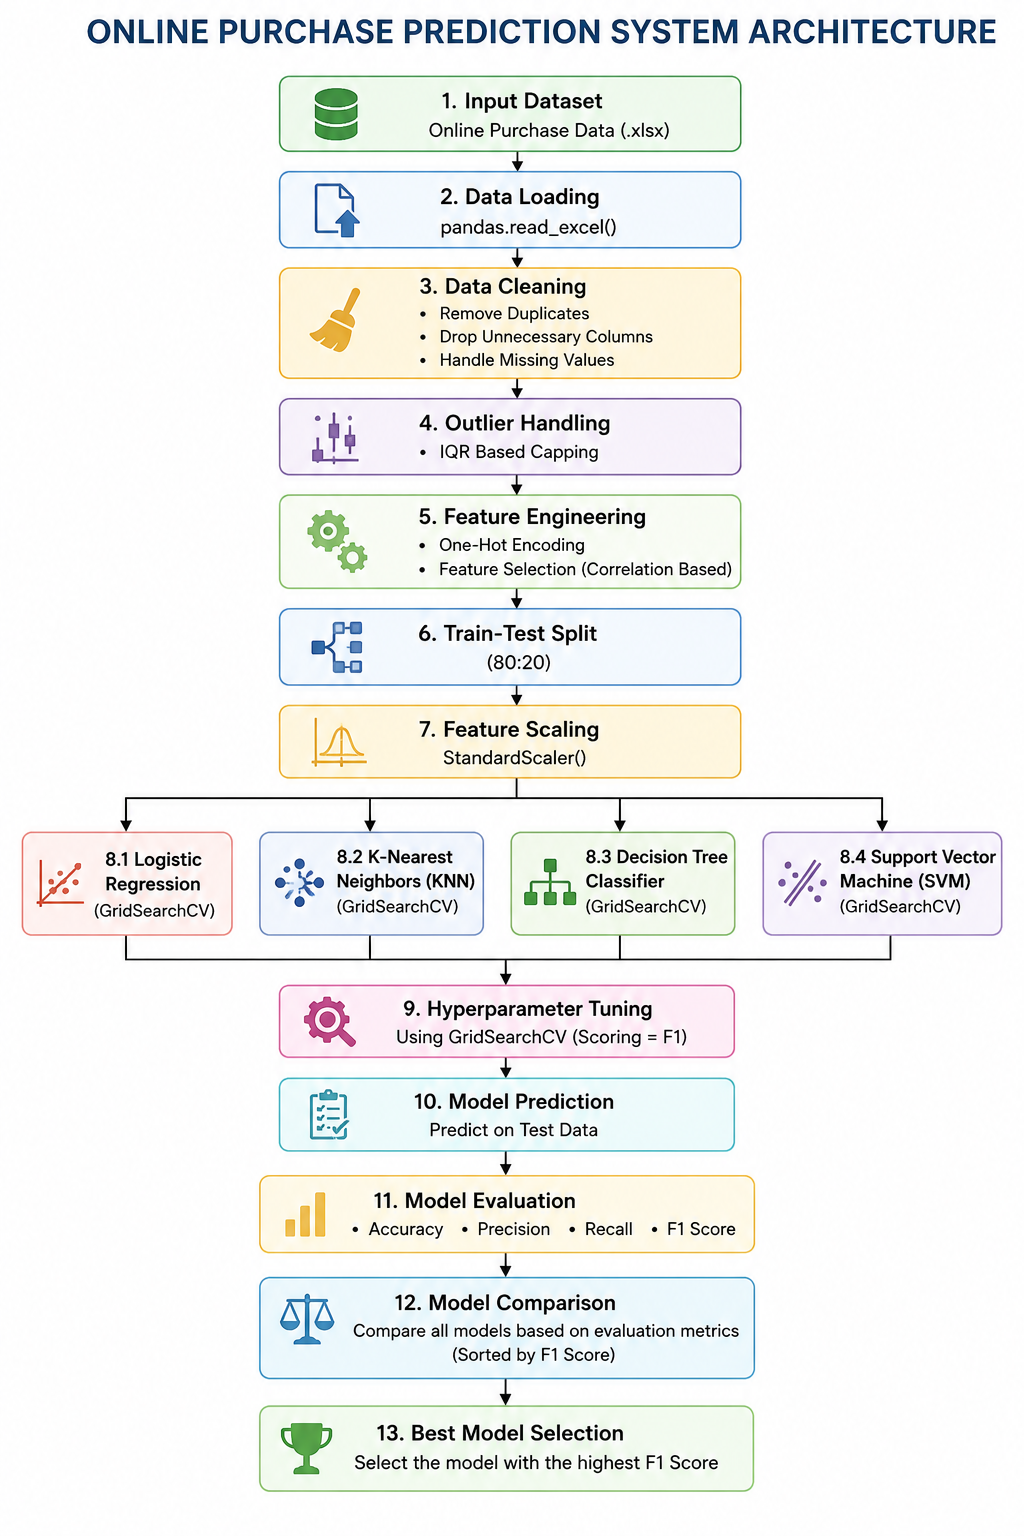 ONLINE PURCHASE PREDICTION SYSTEM ARCHITECTURE
1. Input Dataset
Online Purchase Data (.xlsx)
2. Data Loading
pandas.read_excel()
3. Data Cleaning
• Remove Duplicates
• Drop Unnecessary Columns
• Handle Missing Values
4. Outlier Handling
• IQR Based Capping
5. Feature Engineering
• One-Hot Encoding
• Feature Selection (Correlation Based)
6. Train-Test Split
(80:20)
7. Feature Scaling
StandardScaler()
8.1 Logistic
Regression
(GridSearchCV)
8.2 K-Nearest
Neighbors (KNN)
(GridSearchCV)
8.3 Decision Tree
Classifier
(GridSearchCV)
8.4 Support Vector
Machine (SVM)
(GridSearchCV)
9. Hyperparameter Tuning
Using GridSearchCV (Scoring = F1)
10. Model Prediction
Predict on Test Data
11. Model Evaluation
• Accuracy • Precision • Recall • F1 Score
12. Model Comparison
Compare all models based on evaluation metrics
(Sorted by F1 Score)
13. Best Model Selection
Select the model with the highest F1 Score